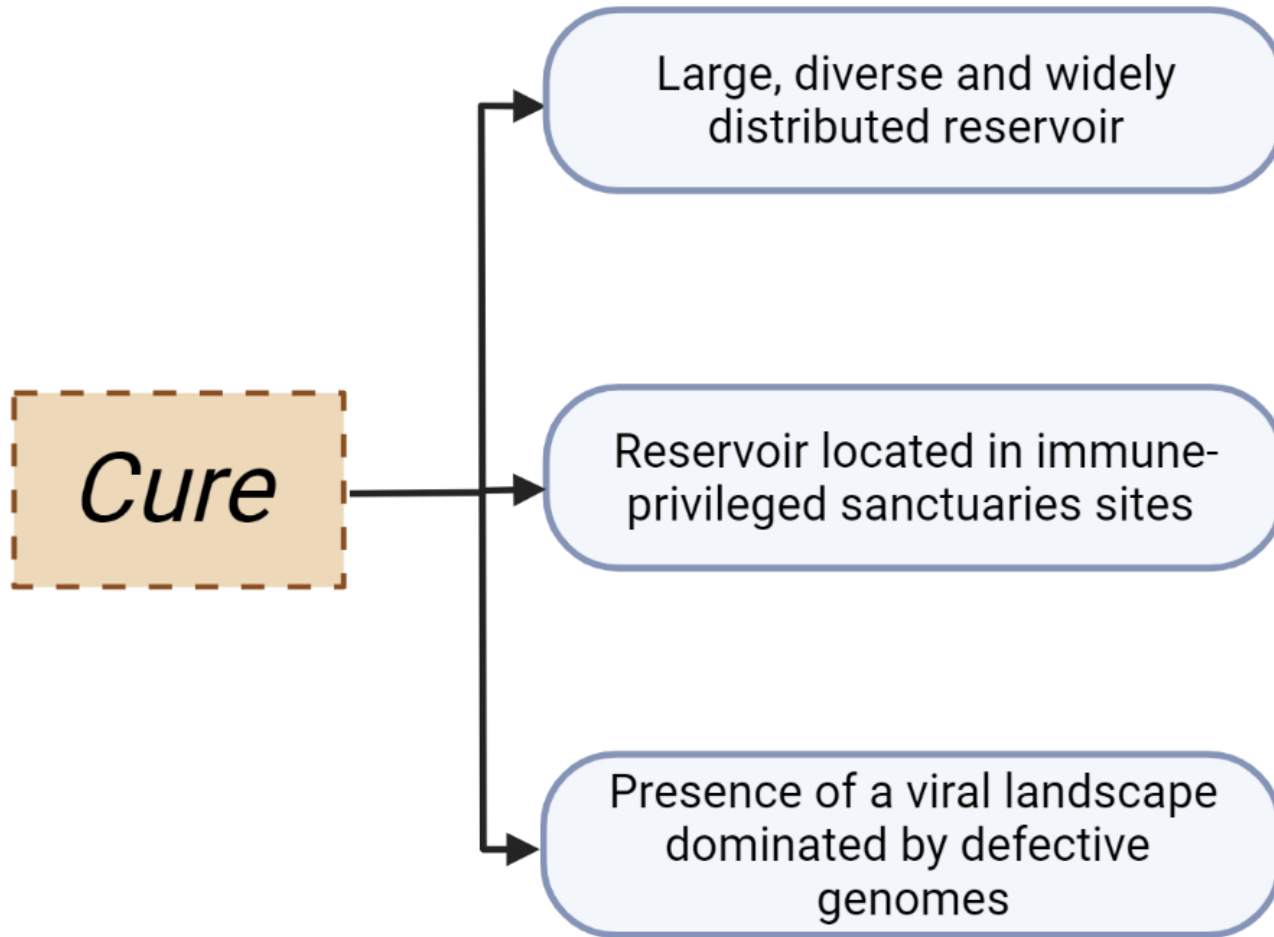 Large, diverse and widely
distributed reservoir
Cure
Reservoir located in immune-
privileged sanctuaries sites
Presence of a viral landscape
dominated by defective
genomes